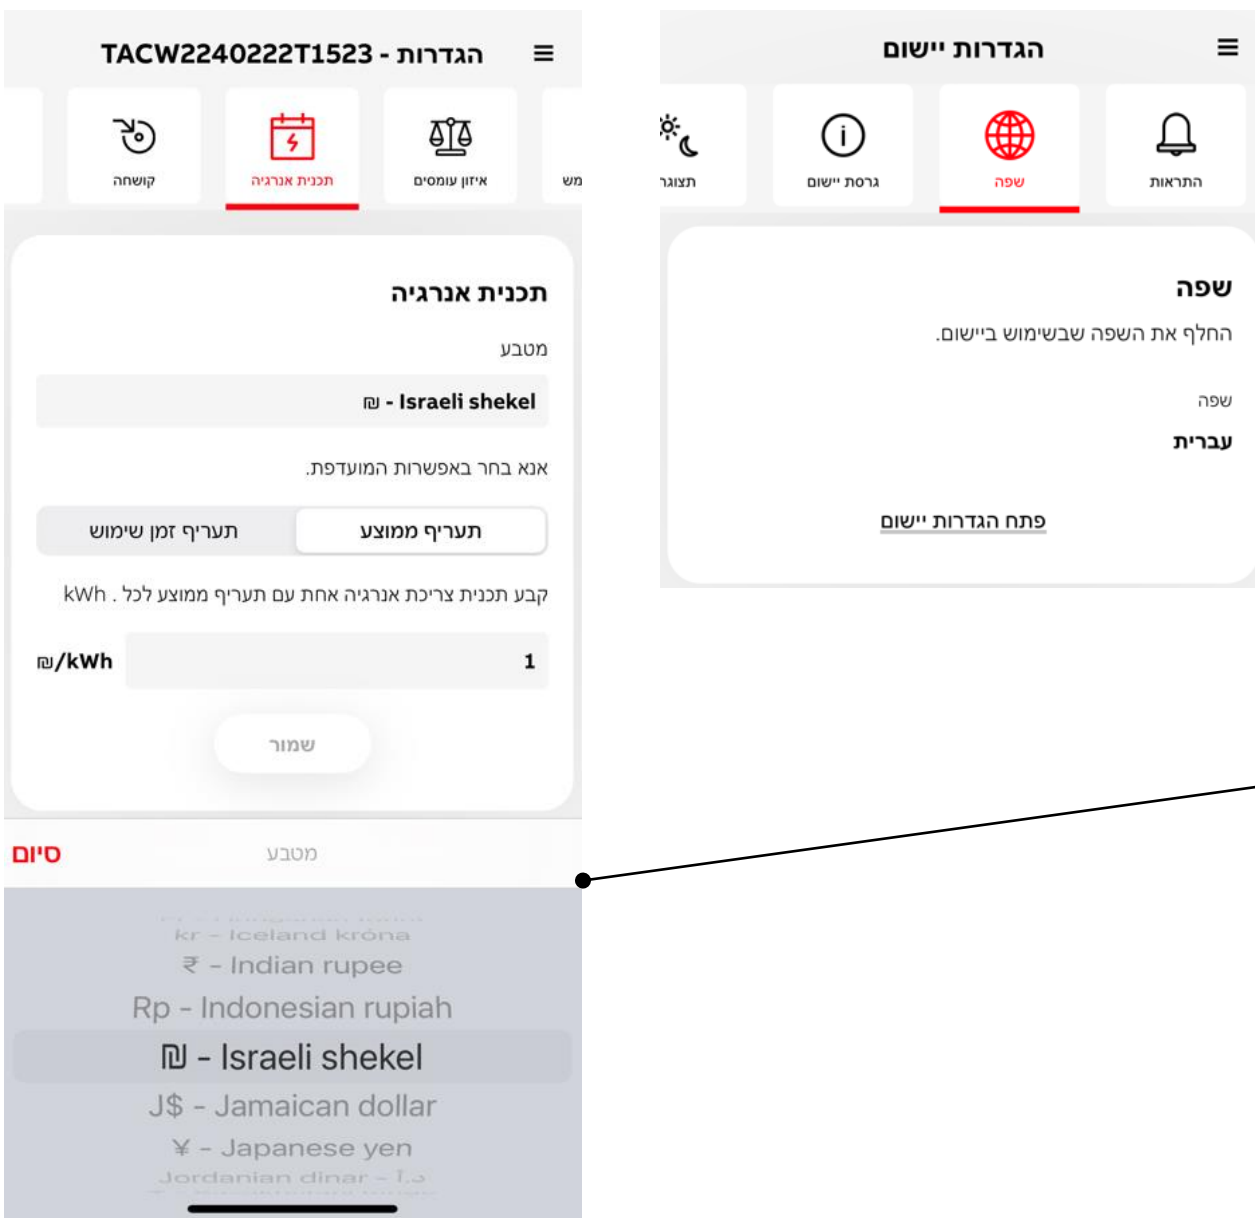 הגדרות יישום
התראות
שפה
גרסת יישום
תצוגר
שפה
החלף את השפה שבשימוש ביישום.
שפה
עברית
פתח הגדרות יישום
הגדרות - TACW2240222T1523
מש
איזון עומסים
תכנית אנרגיה
קושחה
תכנית אנרגיה
מטבע
₪ - Israeli shekel
אנא בחר באפשרות המועדפת.
תעריף ממוצע
תעריף זמן שימוש
קבע תכנית צריכת אנרגיה אחת עם תעריף ממוצע לכל . kWh
1
₪/kWh
שמור
מטבע
סיום
kr - Iceland króna
₹ - Indian rupee
Rp - Indonesian rupiah
₪ - Israeli shekel
J$ - Jamaican dollar
¥ - Japanese yen
Jordanian dinar - د.أ